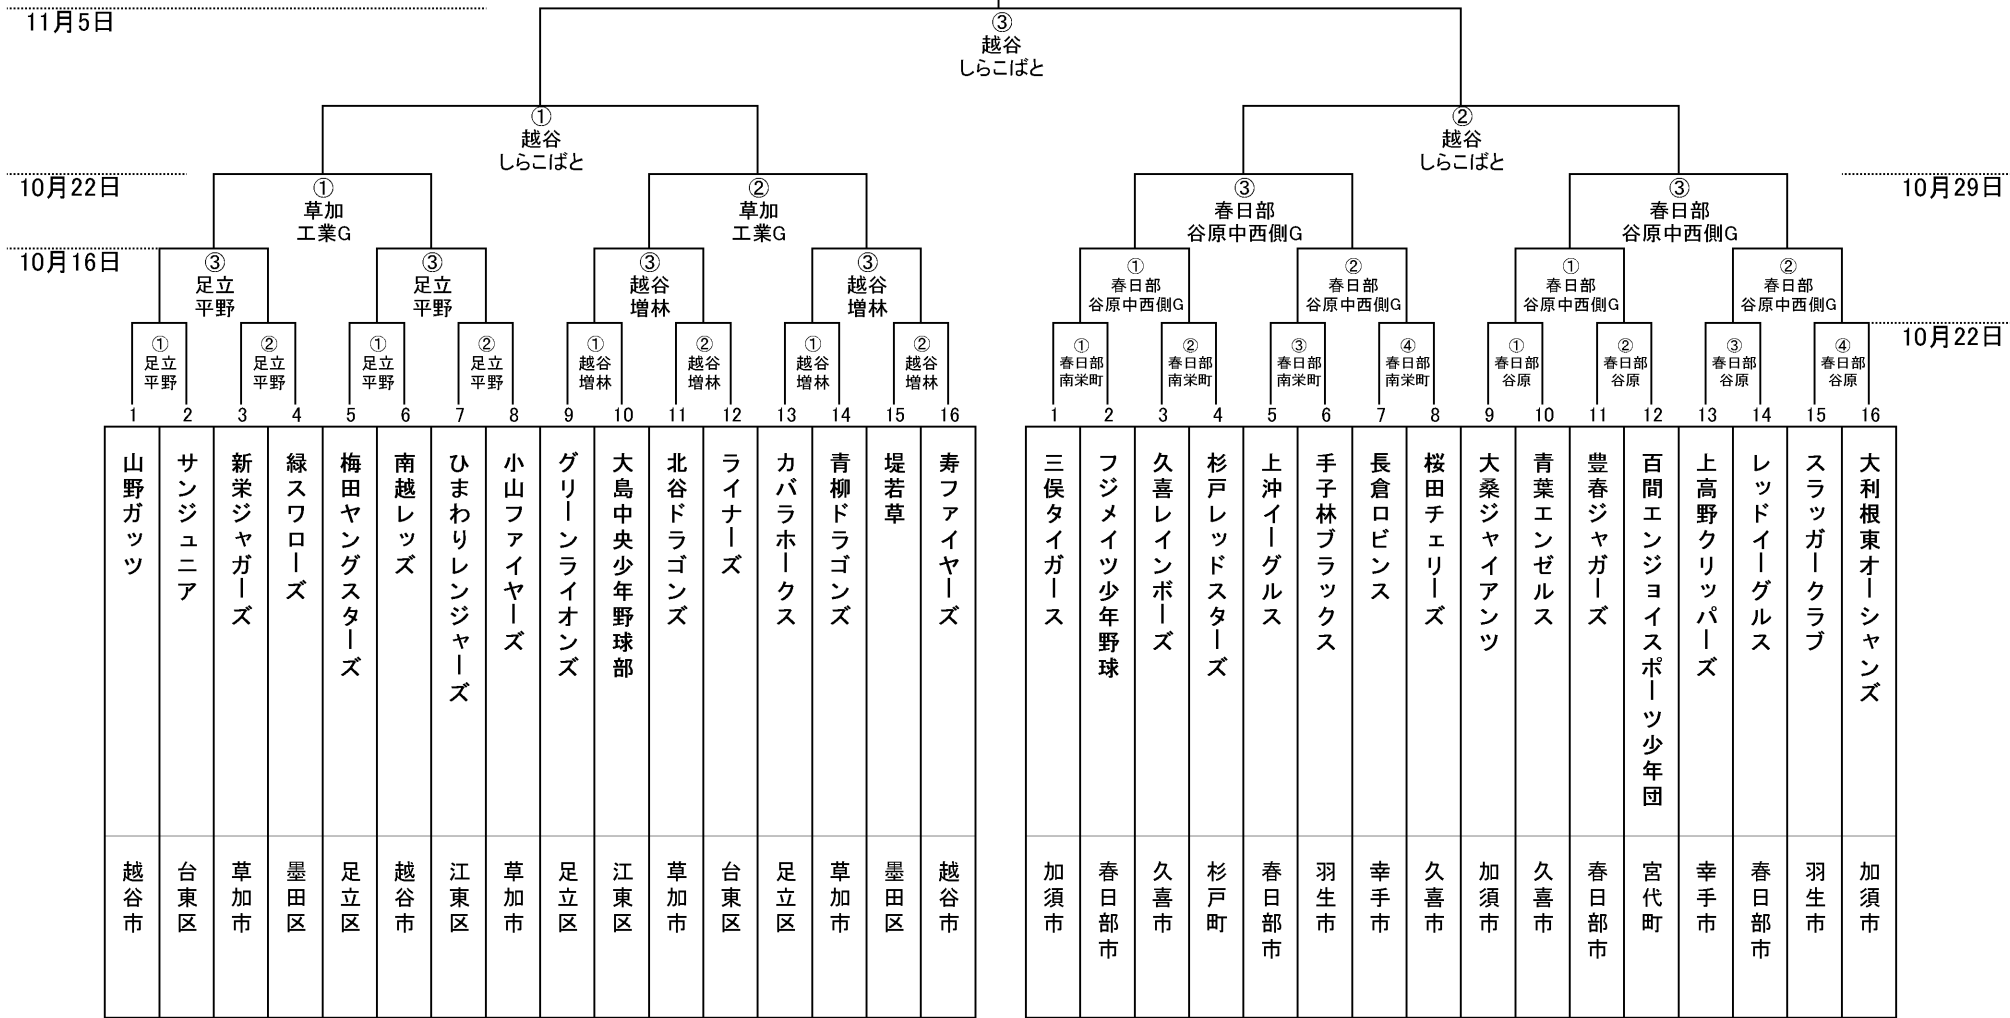 11月5日
③
越谷
しらこばと
①
越谷
しらこばと
②
越谷
しらこばと
10月22日
①
草加
工業G
②
草加
工業G
③
春日部
谷原中西側G
③
春日部
谷原中西側G
10月29日
10月16日
③
足立
平野
③
足立
平野
③
越谷
増林
③
越谷
増林
①
春日部
谷原中西側G
②
春日部
谷原中西側G
①
春日部
谷原中西側G
②
春日部
谷原中西側G
10月22日
①
足立
平野
②
足立
平野
①
足立
平野
②
足立
平野
①
越谷
増林
②
越谷
増林
①
越谷
増林
②
越谷
増林
①
春日部
南栄町
②
春日部
南栄町
③
春日部
南栄町
④
春日部
南栄町
①
春日部
谷原
②
春日部
谷原
③
春日部
谷原
④
春日部
谷原
1 2 3 4 5 6 7 8 9 10 11 12 13 14 15 16
1 2 3 4 5 6 7 8 9 10 11 12 13 14 15 16
山野ガッツ
サンジュニア
新栄ジャガーズ
緑スワローズ
梅田ヤングスターズ
南越レッズ
ひまわりレンジャーズ
小山ファイヤーズ
グリーンライオンズ
大島中央少年野球部
北谷ドラゴンズ
ライナーズ
カバラホークス
青柳ドラゴンズ
堤若草
寿ファイヤーズ
三俣タイガース
フジメイツ少年野球
久喜レインボーズ
杉戸レッドスターズ
上沖イーグルス
手子林ブラックス
長倉ロビンス
桜田チェリーズ
大桑ジャイアンツ
青葉エンゼルス
豊春ジャガーズ
百間エンジョイスポーツ少年団
上高野クリッパーズ
レッドイーグルス
スラッガークラブ
大利根東オーシャンズ
越谷市
台東区
草加市
墨田区
足立区
越谷市
江東区
草加市
足立区
江東区
草加市
台東区
足立区
草加市
墨田区
越谷市
加須市
春日部市
久喜市
杉戸町
春日部市
羽生市
幸手市
久喜市
加須市
久喜市
春日部市
宮代町
幸手市
春日部市
羽生市
加須市